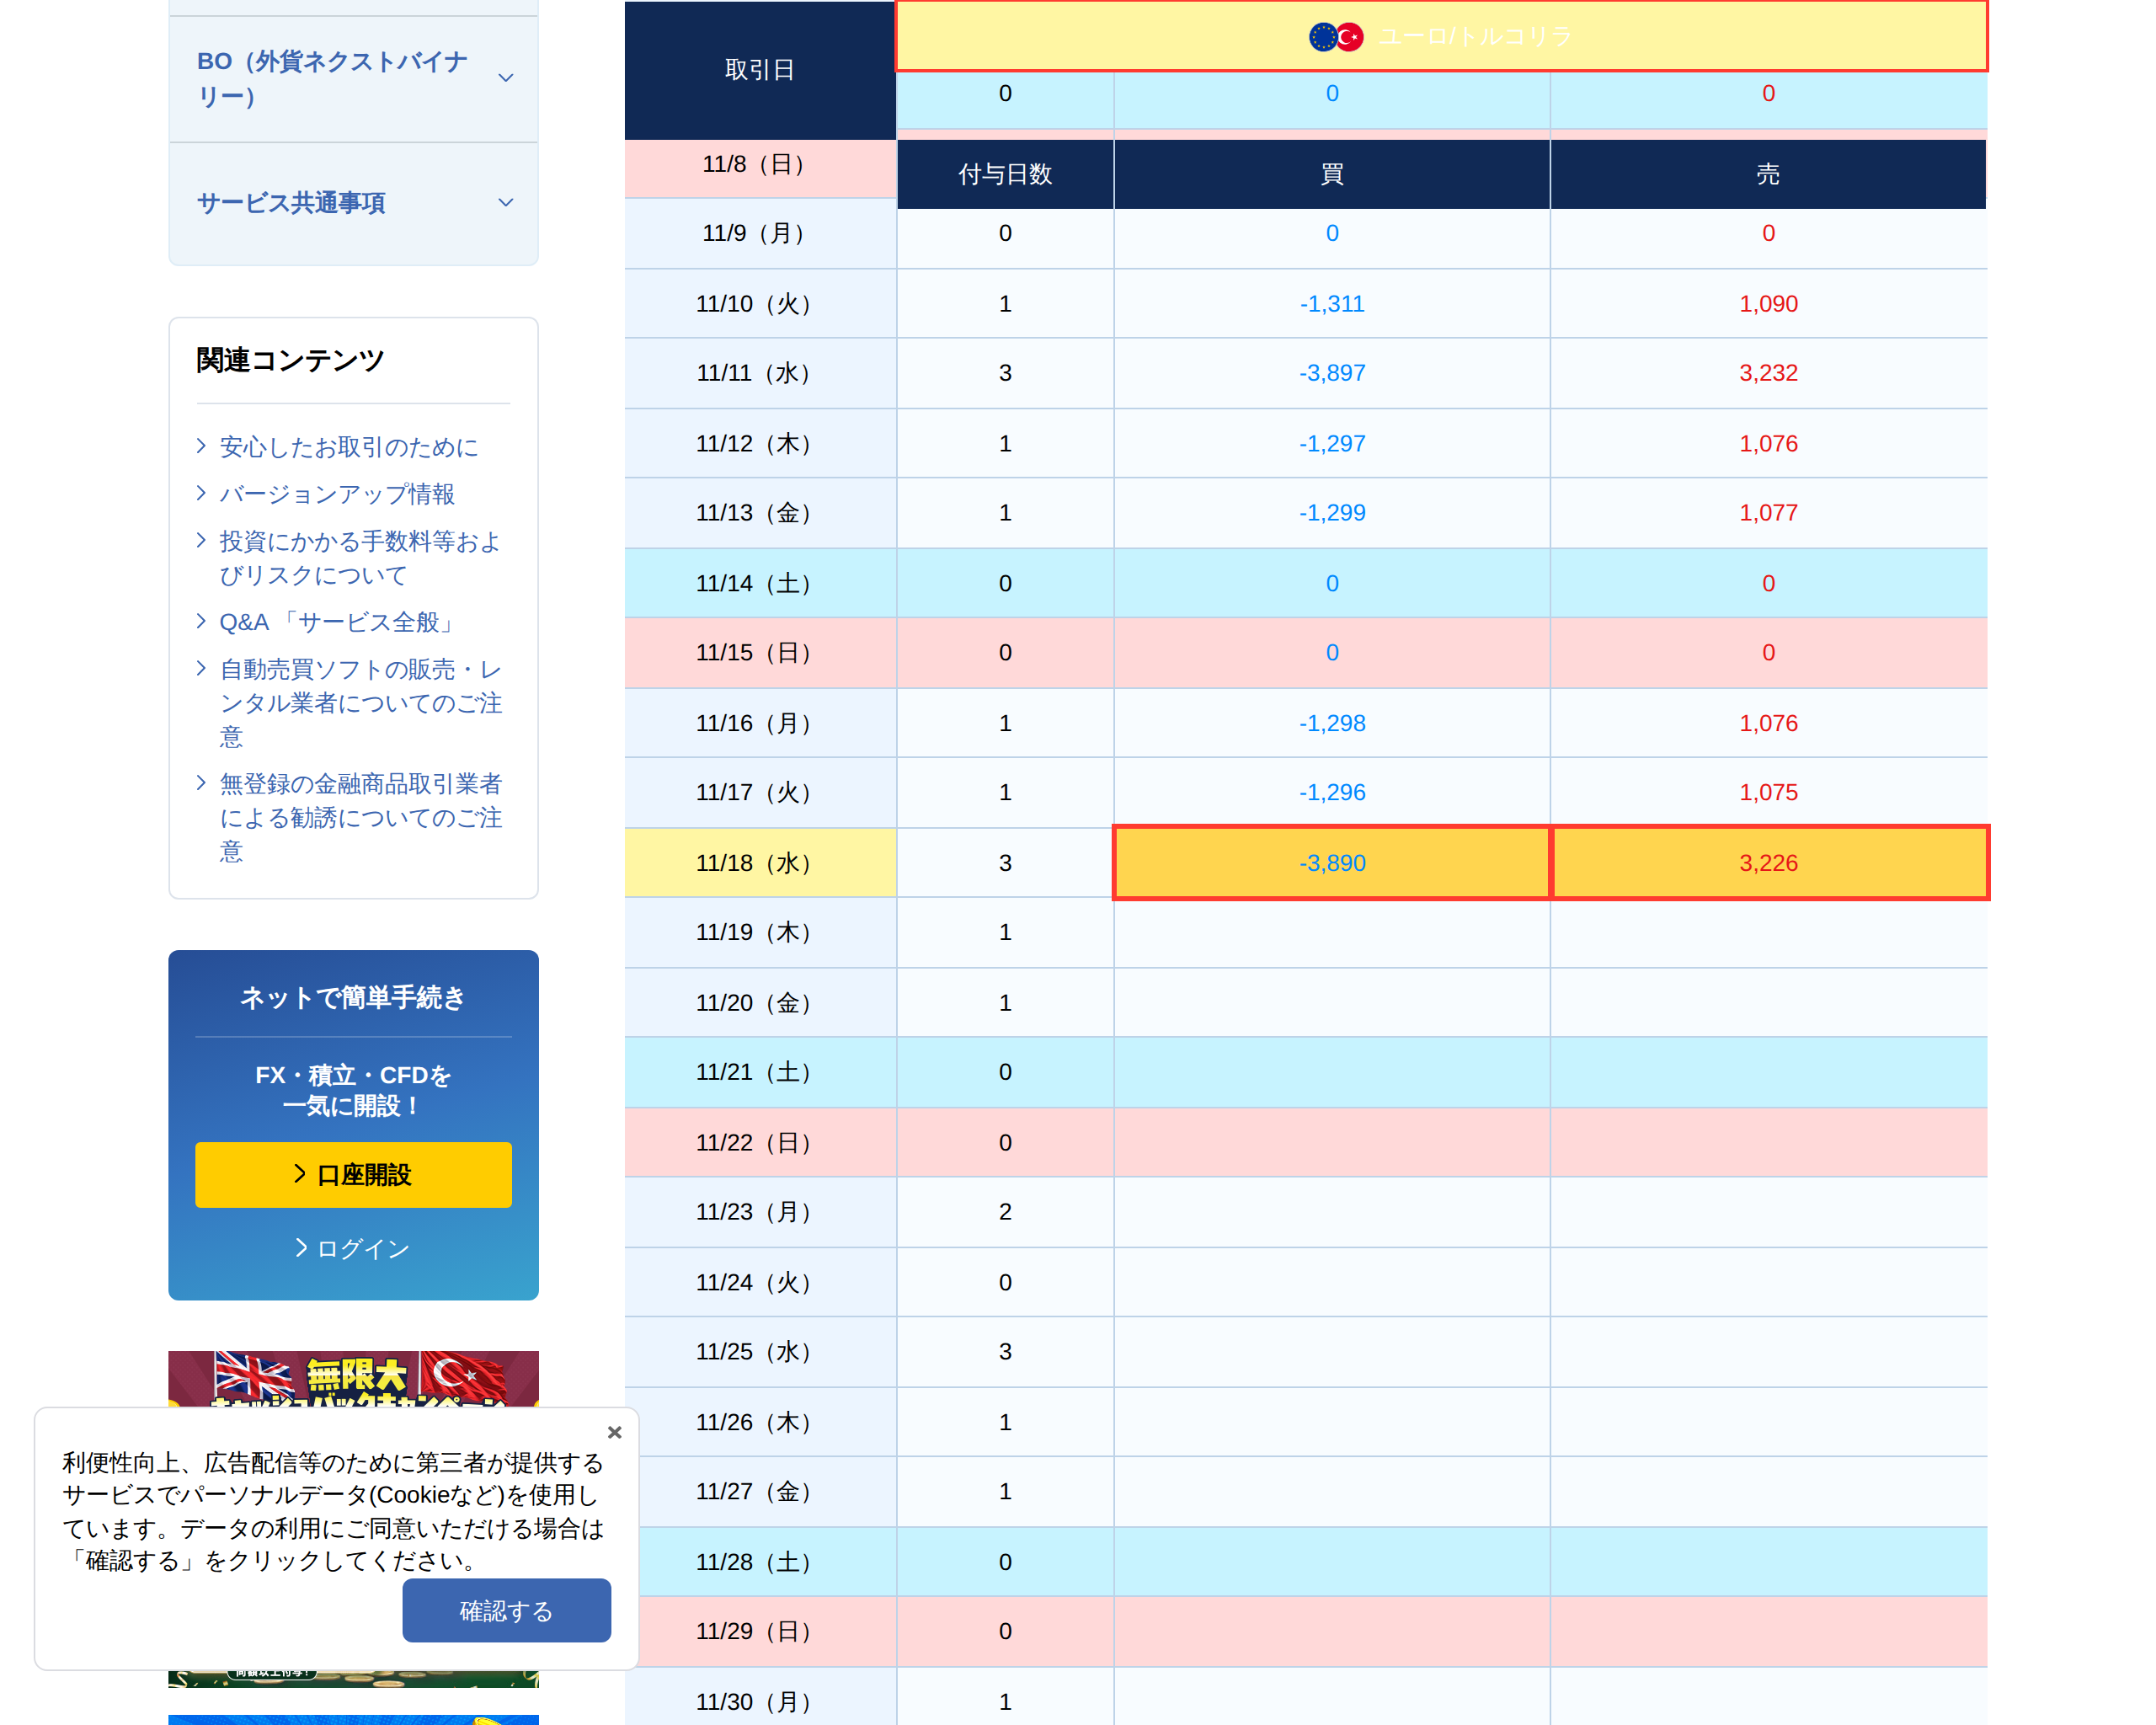 BO（外貨ネクストバイナ
リー）
サービス共通事項
関連コンテンツ
安心したお取引のために
バージョンアップ情報
投資にかかる手数料等およ
びリスクについて
Q&A 「サービス全般」
自動売買ソフトの販売・レ
ンタル業者についてのご注
意
無登録の金融商品取引業者
による勧誘についてのご注
意
ネットで簡単手続き
FX・積立・CFDを
一気に開設！
口座開設
ログイン
無限大
キャッシュバックキャンペーン
×
利便性向上、広告配信等のために第三者が提供する
サービスでパーソナルデータ(Cookieなど)を使用し
ています。データの利用にご同意いただける場合は
「確認する」をクリックしてください。
確認する
同額以上付与！
取引日 ユーロ/トルコリラ
0 0 0
付与日数 買 売
11/8（日）
11/9（月） 0 0 0
11/10（火） 1 -1,311 1,090
11/11（水） 3 -3,897 3,232
11/12（木） 1 -1,297 1,076
11/13（金） 1 -1,299 1,077
11/14（土） 0 0 0
11/15（日） 0 0 0
11/16（月） 1 -1,298 1,076
11/17（火） 1 -1,296 1,075
11/18（水） 3 -3,890 3,226
11/19（木） 1
11/20（金） 1
11/21（土） 0
11/22（日） 0
11/23（月） 2
11/24（火） 0
11/25（水） 3
11/26（木） 1
11/27（金） 1
11/28（土） 0
11/29（日） 0
11/30（月） 1